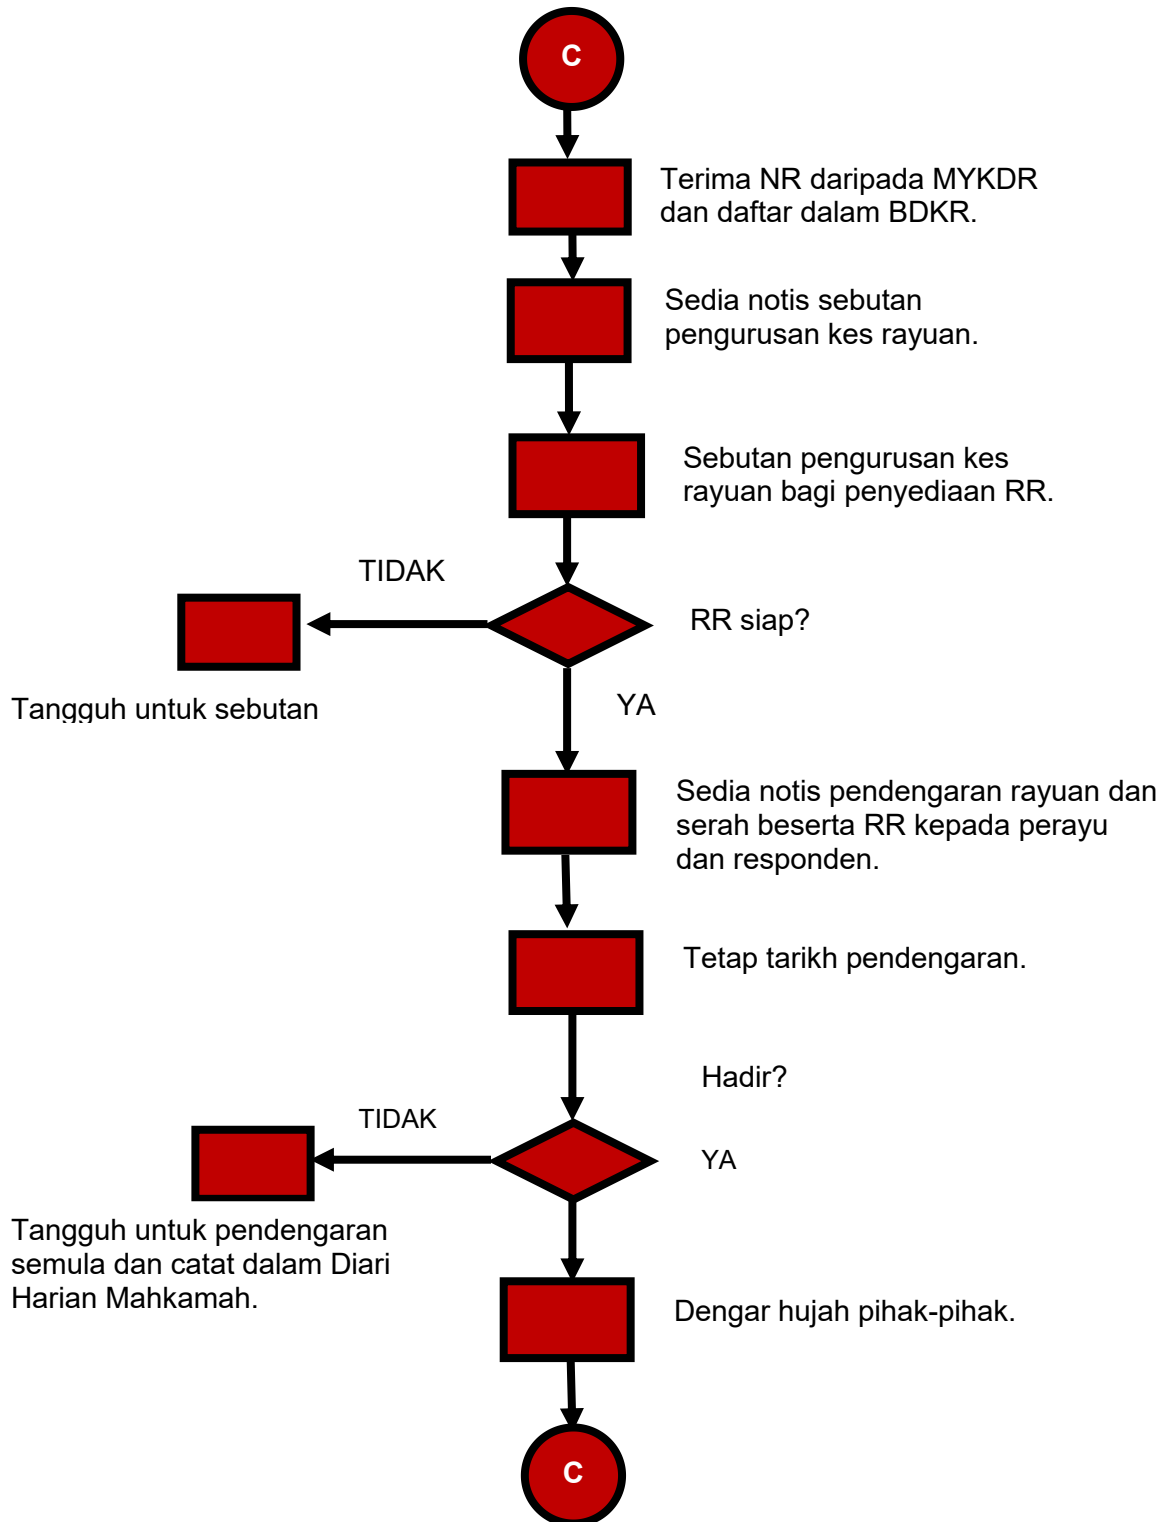 C
Terima NR daripada MYKDR
dan daftar dalam BDKR.
Sedia notis sebutan
pengurusan kes rayuan.
Sebutan pengurusan kes
rayuan bagi penyediaan RR.
TIDAK
RR siap?
Tangguh untuk sebutan
YA
Sedia notis pendengaran rayuan dan
serah beserta RR kepada perayu
dan responden.
Tetap tarikh pendengaran.
Hadir?
TIDAK
YA
Tangguh untuk pendengaran
semula dan catat dalam Diari
Harian Mahkamah.
Dengar hujah pihak-pihak.
C